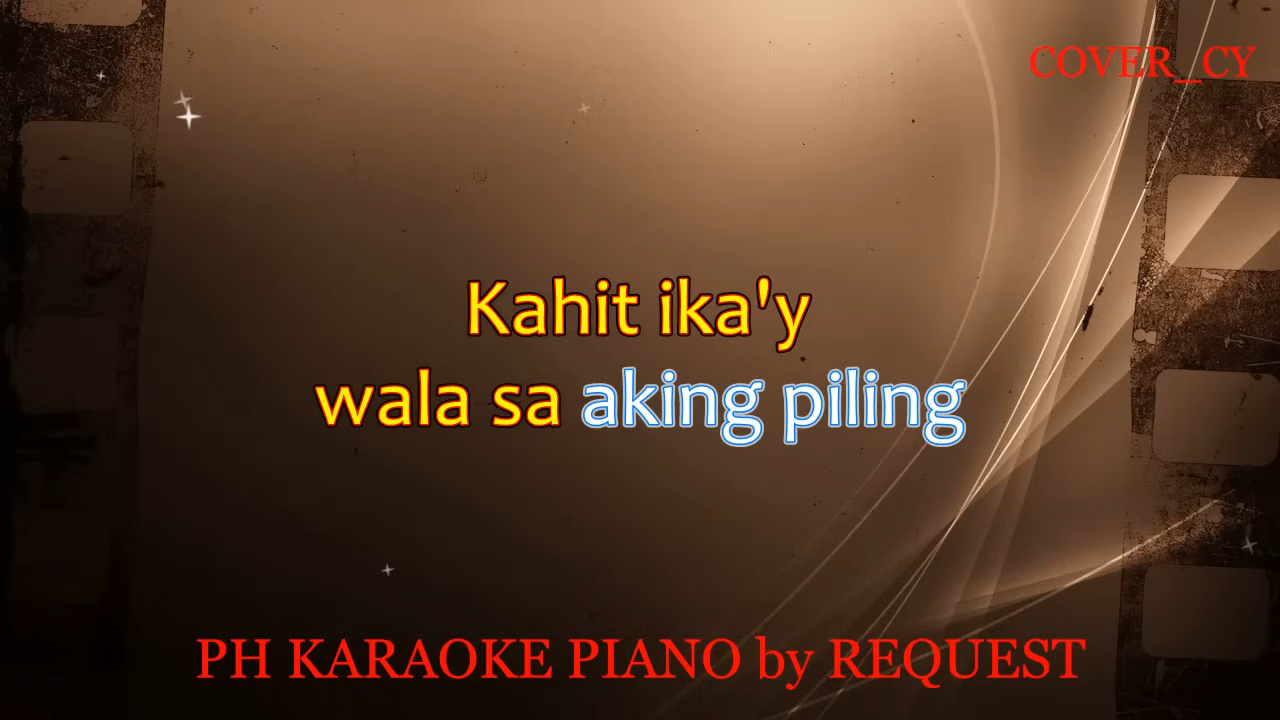 COVER_CY
Kahit ika'y
wala sa aking piling
PH KARAOKE PIANO by REQUEST